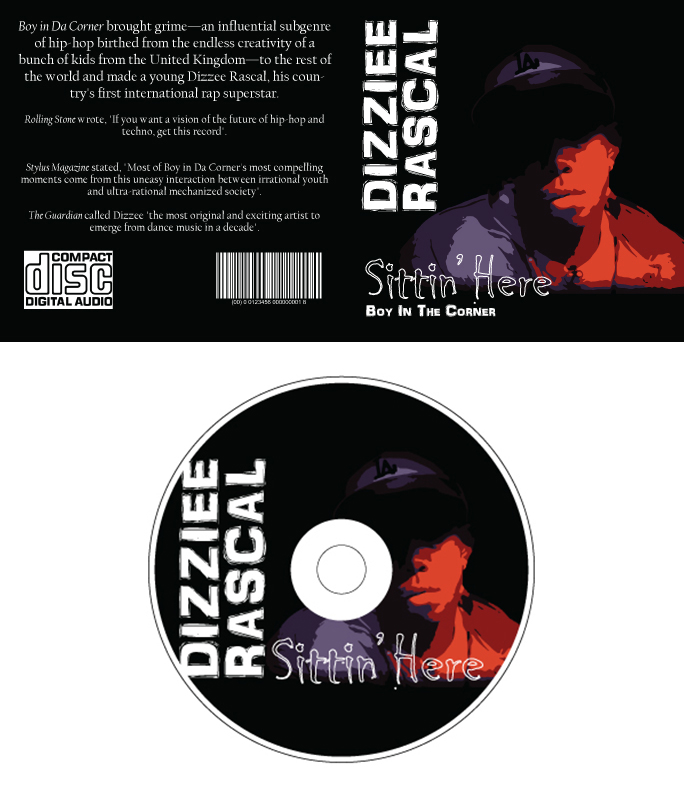 Boy in Da Corner brought grime—an influential subgenre
of hip-hop birthed from the endless creativity of a
bunch of kids from the United Kingdom—to the rest of
the world and made a young Dizzee Rascal, his coun-
try's first international rap superstar.
Rolling Stone wrote, 'If you want a vision of the future of hip-hop and
techno, get this record'.
Stylus Magazine stated, 'Most of Boy in Da Corner's most compelling
moments come from this uneasy interaction between irrational youth
and ultra-rational mechanized society'.
The Guardian called Dizzee 'the most original and exciting artist to
emerge from dance music in a decade'.
COMPACT
disc
DIGITAL AUDIO
(00) 0 0123456 000000001 8
DIZZIEE
RASCAL
LA
Sittin' Here
Boy In The Corner
DIZZIEE
RASCAL
LA
Sittin' Here